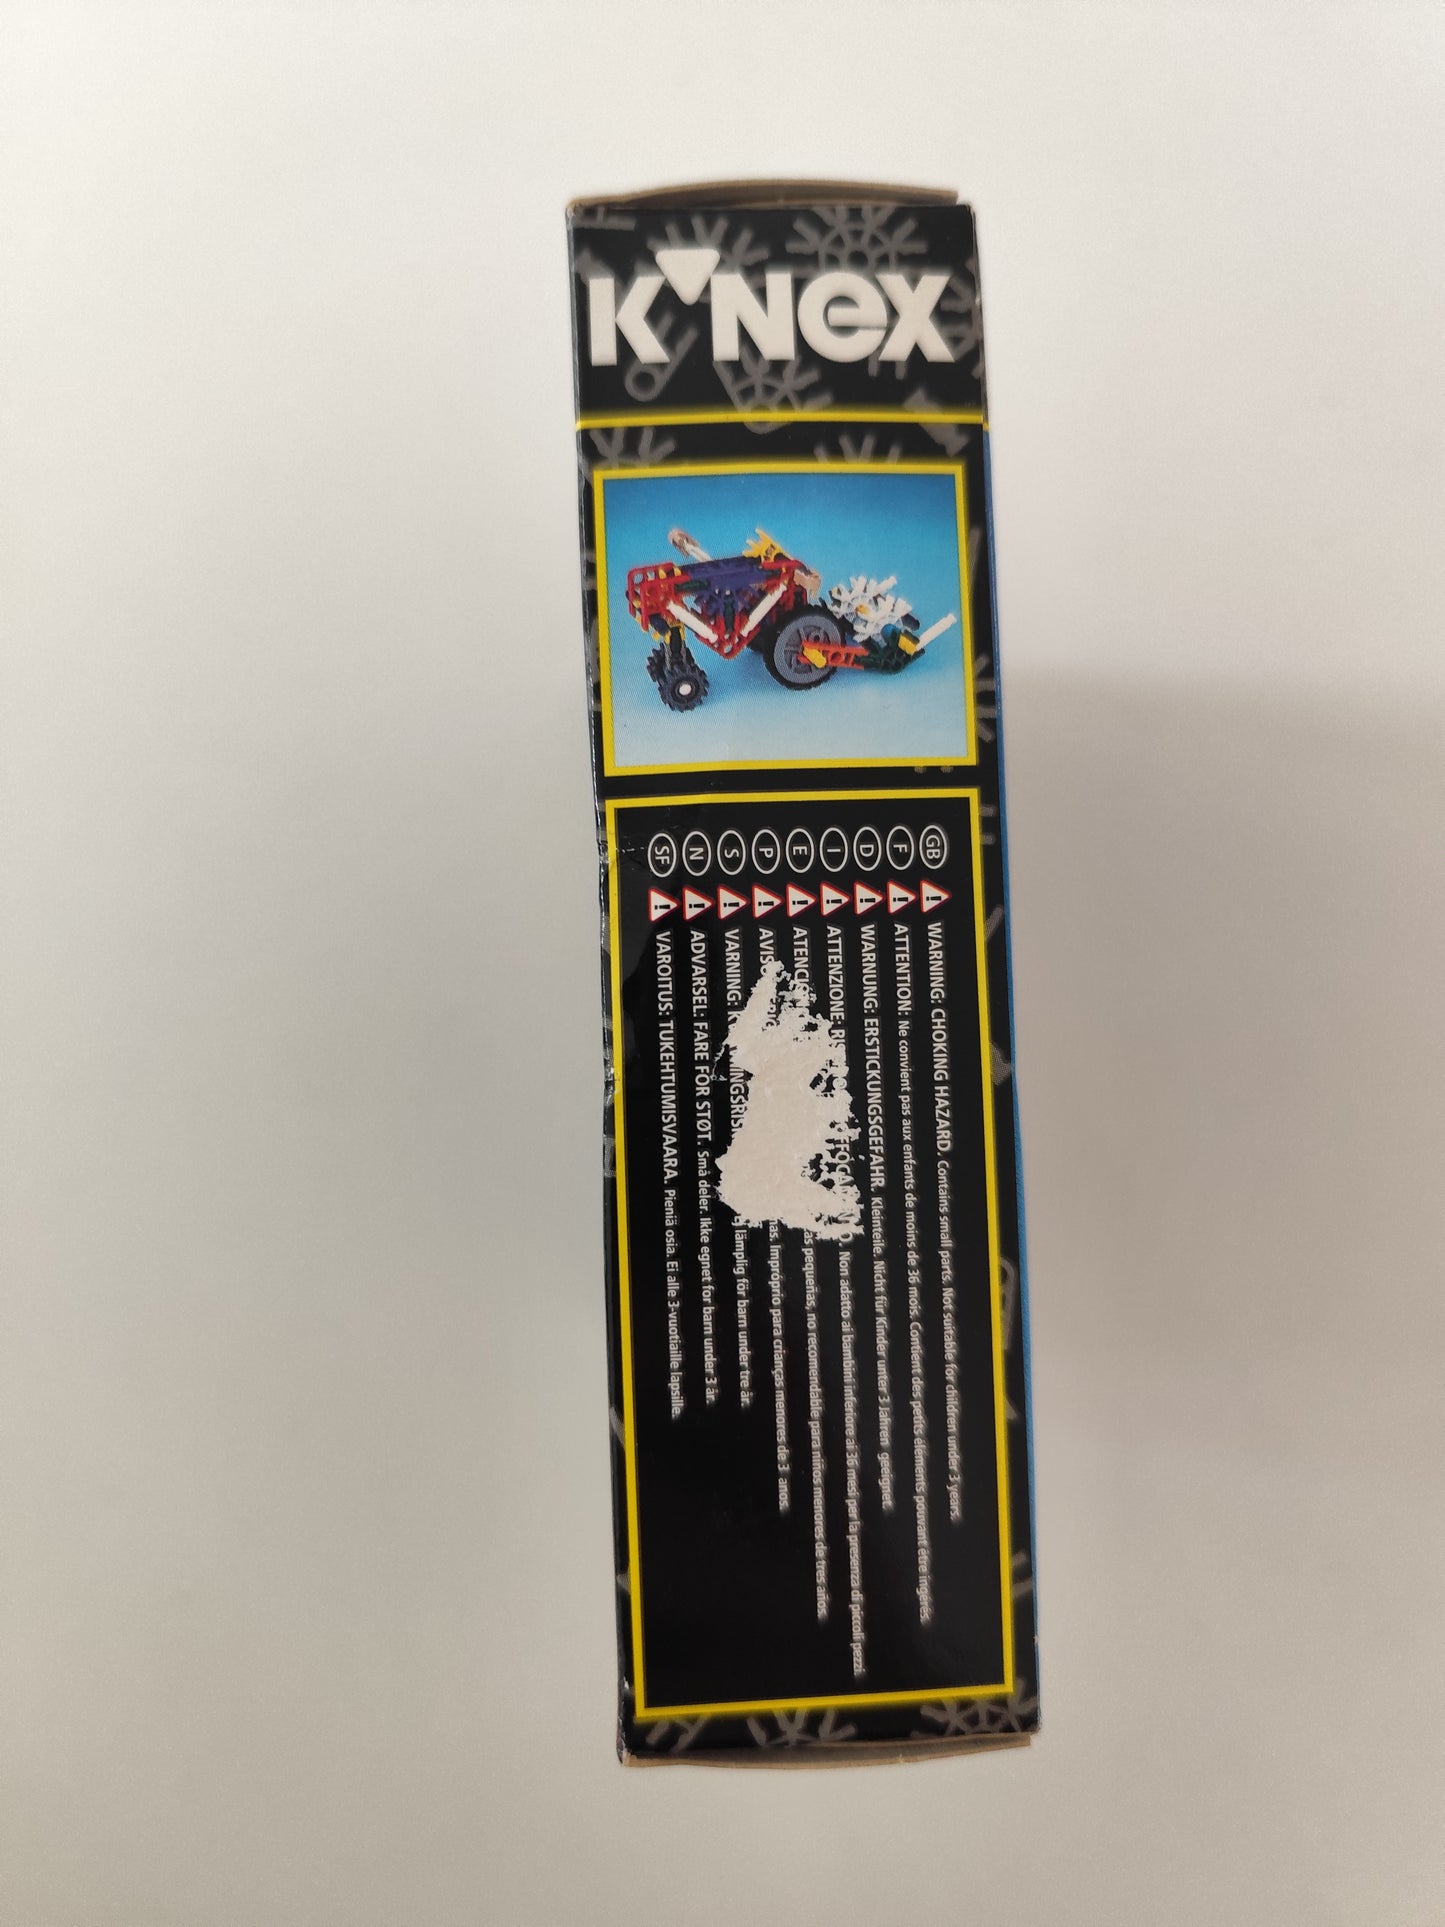 K'NEX
GB WARNING: CHOKING HAZARD. Contains small parts. Not suitable for children under 3 years.
F ATTENTION: Ne convient pas aux enfants de moins de 36 mois. Contient des petits éléments pouvant être ingérés.
D WARNUNG: ERSTICKUNGSGEFAHR. Kleinteile. Nicht für Kinder unter 3 Jahren geeignet.
I ATTENZIONE: Non adatto ai bambini inferiore ai 36 mesi per la presenza di piccoli pezzi.
E pequeñas, no recomendable para niños menores de tres años.
P Impróprio para crianças menores de 3 anos.
S VARNING: lämplig för barn under tre år.
N ADVARSEL: FARE FOR STØT. Små deler. Ikke egnet for barn under 3 år.
SF VAROITUS: TUKEHTUMISVAARA. Pieniä osia. Ei alle 3-vuotiaille lapsille.